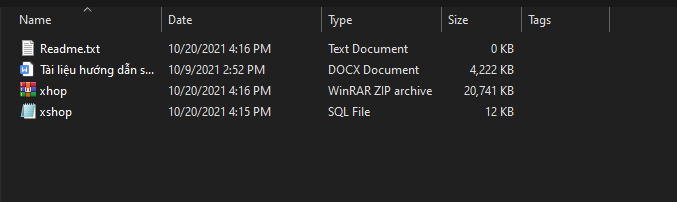 Name Date Type Size Tags
Readme.txt 10/20/2021 4:16 PM Text Document 0 KB
Tài liệu hướng dẫn s... 10/9/2021 2:52 PM DOCX Document 4,222 KB
xhop 10/20/2021 4:16 PM WinRAR ZIP archive 20,741 KB
xshop 10/20/2021 4:15 PM SQL File 12 KB